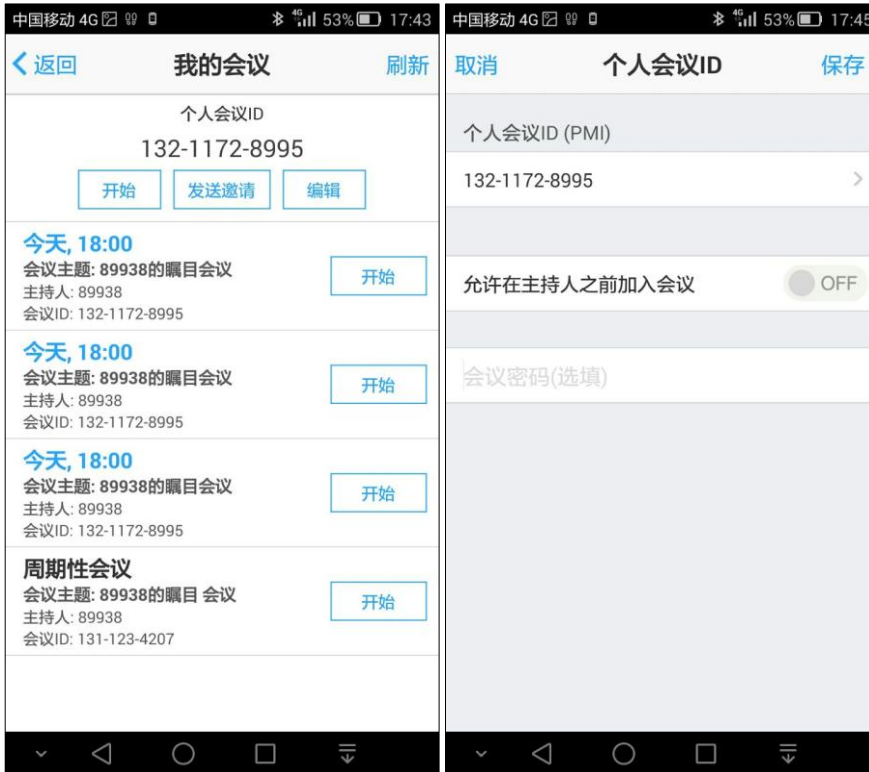 中国移动 4G 4G 53% 17:43
返回 我的会议 刷新
个人会议ID
132-1172-8995
开始 发送邀请 编辑
今天, 18:00
会议主题: 89938的瞩目会议
主持人: 89938
会议ID: 132-1172-8995
开始
今天, 18:00
会议主题: 89938的瞩目会议
主持人: 89938
会议ID: 132-1172-8995
开始
今天, 18:00
会议主题: 89938的瞩目会议
主持人: 89938
会议ID: 132-1172-8995
开始
周期性会议
会议主题: 89938的瞩目 会议
主持人: 89938
会议ID: 131-123-4207
开始
中国移动 4G 4G 53% 17:45
取消 个人会议ID 保存
个人会议ID (PMI)
132-1172-8995
允许在主持人之前加入会议 OFF
会议密码(选填)